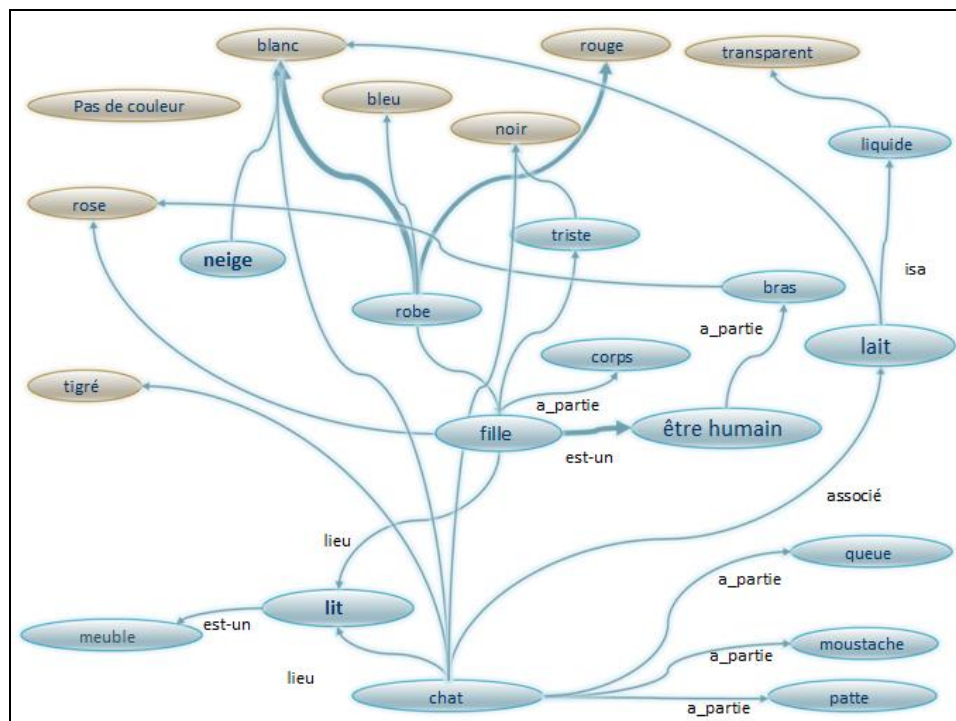 blanc
rouge
transparent
bleu
Pas de couleur
noir
liquide
rose
triste
neige
isa
bras
robe
a_partie
lait
corps
tigré
a_partie
fille
être humain
est-un
associé
lieu
queue
a_partie
lit
est-un
meuble
moustache
a_partie
lieu
chat
patte
a_partie